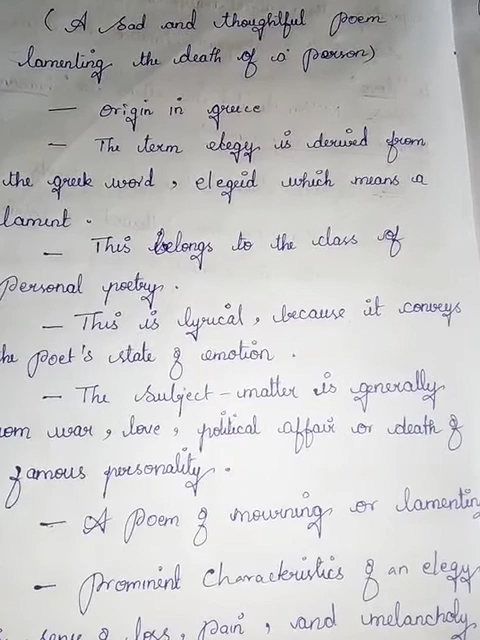 ( A sad and thoughtful Poem
lamenting the death of a person)
— origin in greece
— The term elegy is derived from
the greek word, elegeid which means a
lament.
— This belongs to the class of
Personal poetry.
— This is lyrical, because it conveys
he Poet's state of emotion.
— The subject-matter is generally
om war, love, political affair or death of
famous personality.
— A Poem of mourning or lamenting
— Prominent characteristics of an elegy
sense of loss, pain, and melancholy